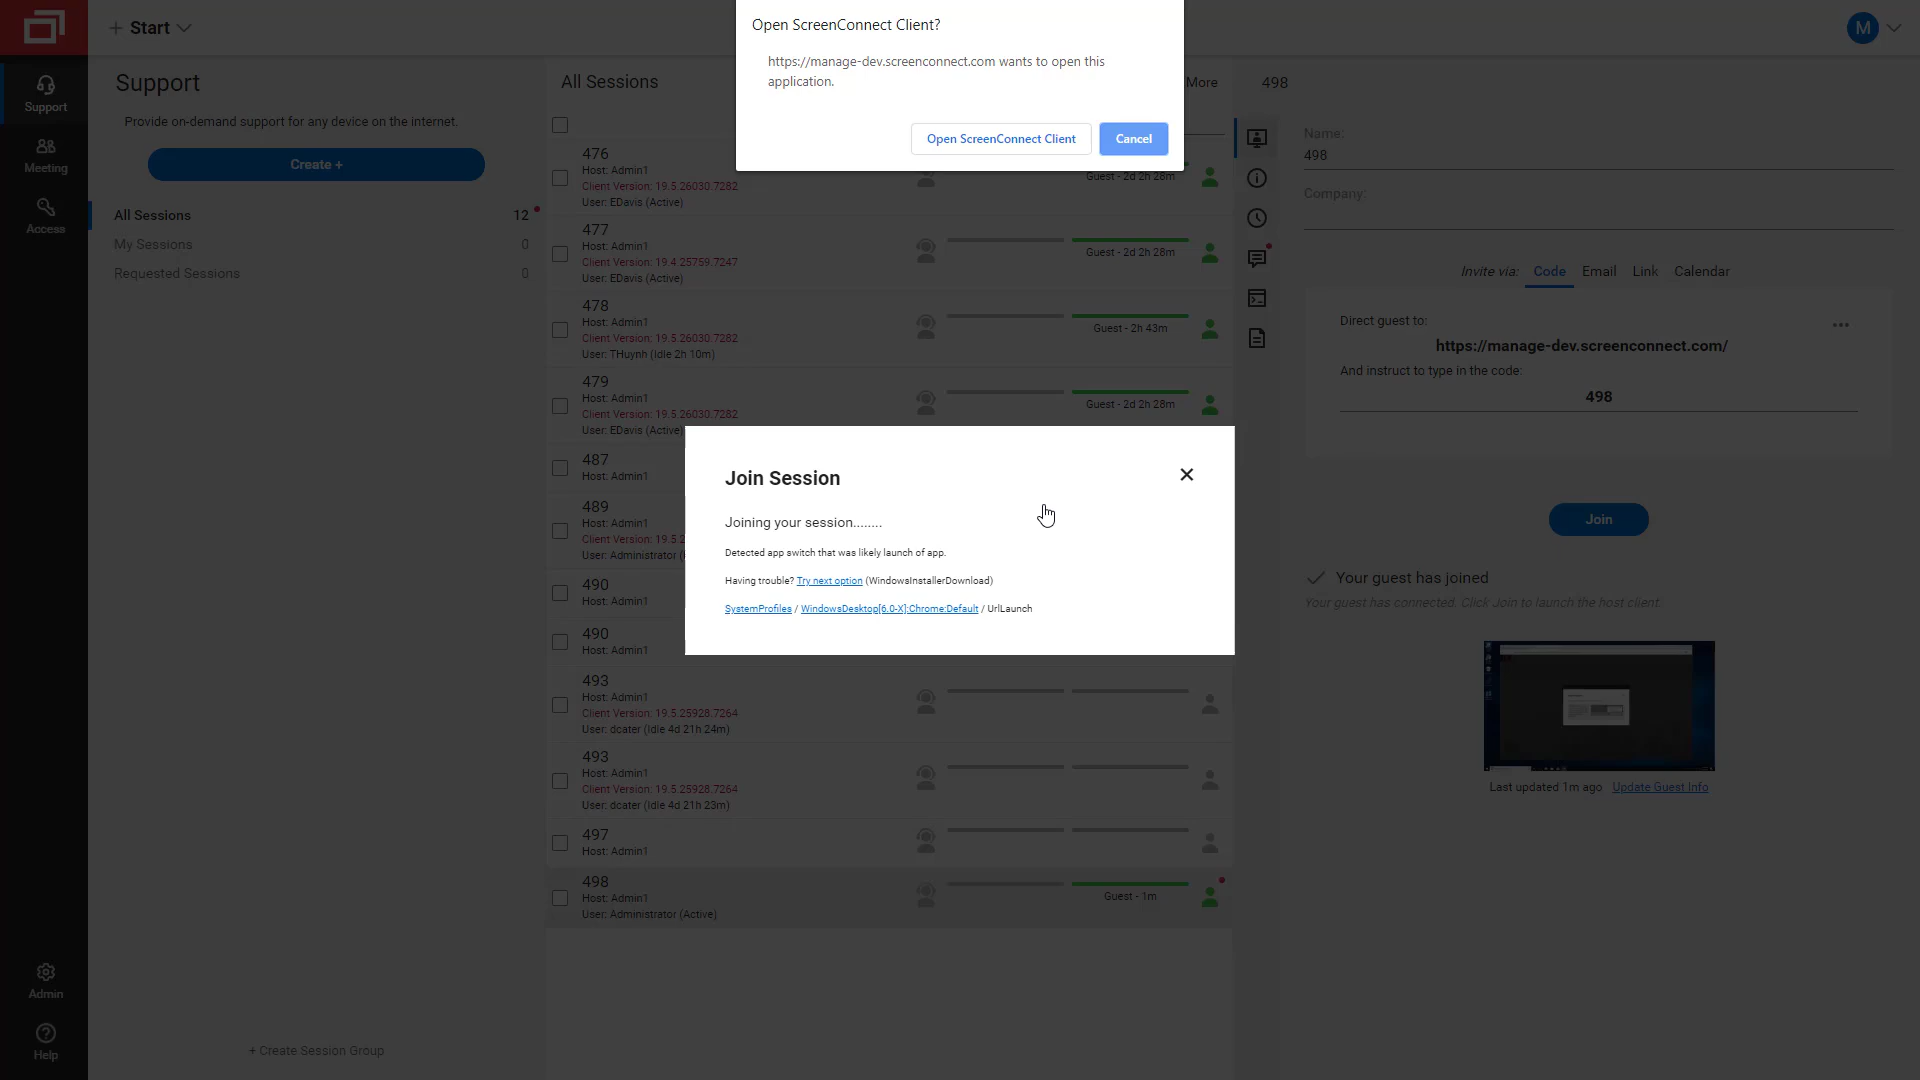 Start
M
Support
Meeting
Access
Admin
Help
Support
Provide on-demand support for any device on the internet.
Create +
All Sessions 12
My Sessions 0
Requested Sessions 0
+ Create Session Group
Open ScreenConnect Client?
https://manage-dev.screenconnect.com wants to open this
application.
Open ScreenConnect Client
Cancel
All Sessions
More
476
Host: Admin1
Client Version: 19.5.26030.7282
User: EDavis (Active)
Guest - 2d 2h 28m
477
Host: Admin1
Client Version: 19.4.25759.7247
User: EDavis (Active)
Guest - 2d 2h 28m
478
Host: Admin1
Client Version: 19.5.26030.7282
User: THuynh (Idle 2h 10m)
Guest - 2h 43m
479
Host: Admin1
Client Version: 19.5.26030.7282
User: EDavis (Active)
Guest - 2d 2h 28m
487
Host: Admin1
489
Host: Admin1
Client Version: 19.5.2
User: Administrator
490
Host: Admin1
490
Host: Admin1
493
Host: Admin1
Client Version: 19.5.25928.7264
User: dcater (Idle 4d 21h 24m)
493
Host: Admin1
Client Version: 19.5.25928.7264
User: dcater (Idle 4d 21h 23m)
497
Host: Admin1
498
Host: Admin1
User: Administrator (Active)
Guest - 1m
Join Session
Joining your session........
Detected app switch that was likely launch of app.
Having trouble? Try next option (WindowsInstallerDownload)
SystemProfiles / WindowsDesktop[6.0-X]:Chrome:Default / UrlLaunch
498
Name:
498
Company:
Invite via: Code Email Link Calendar
Direct guest to:
https://manage-dev.screenconnect.com/
And instruct to type in the code:
498
Join
Your guest has joined
Your guest has connected. Click Join to launch the host client.
Last updated 1m ago Update Guest Info